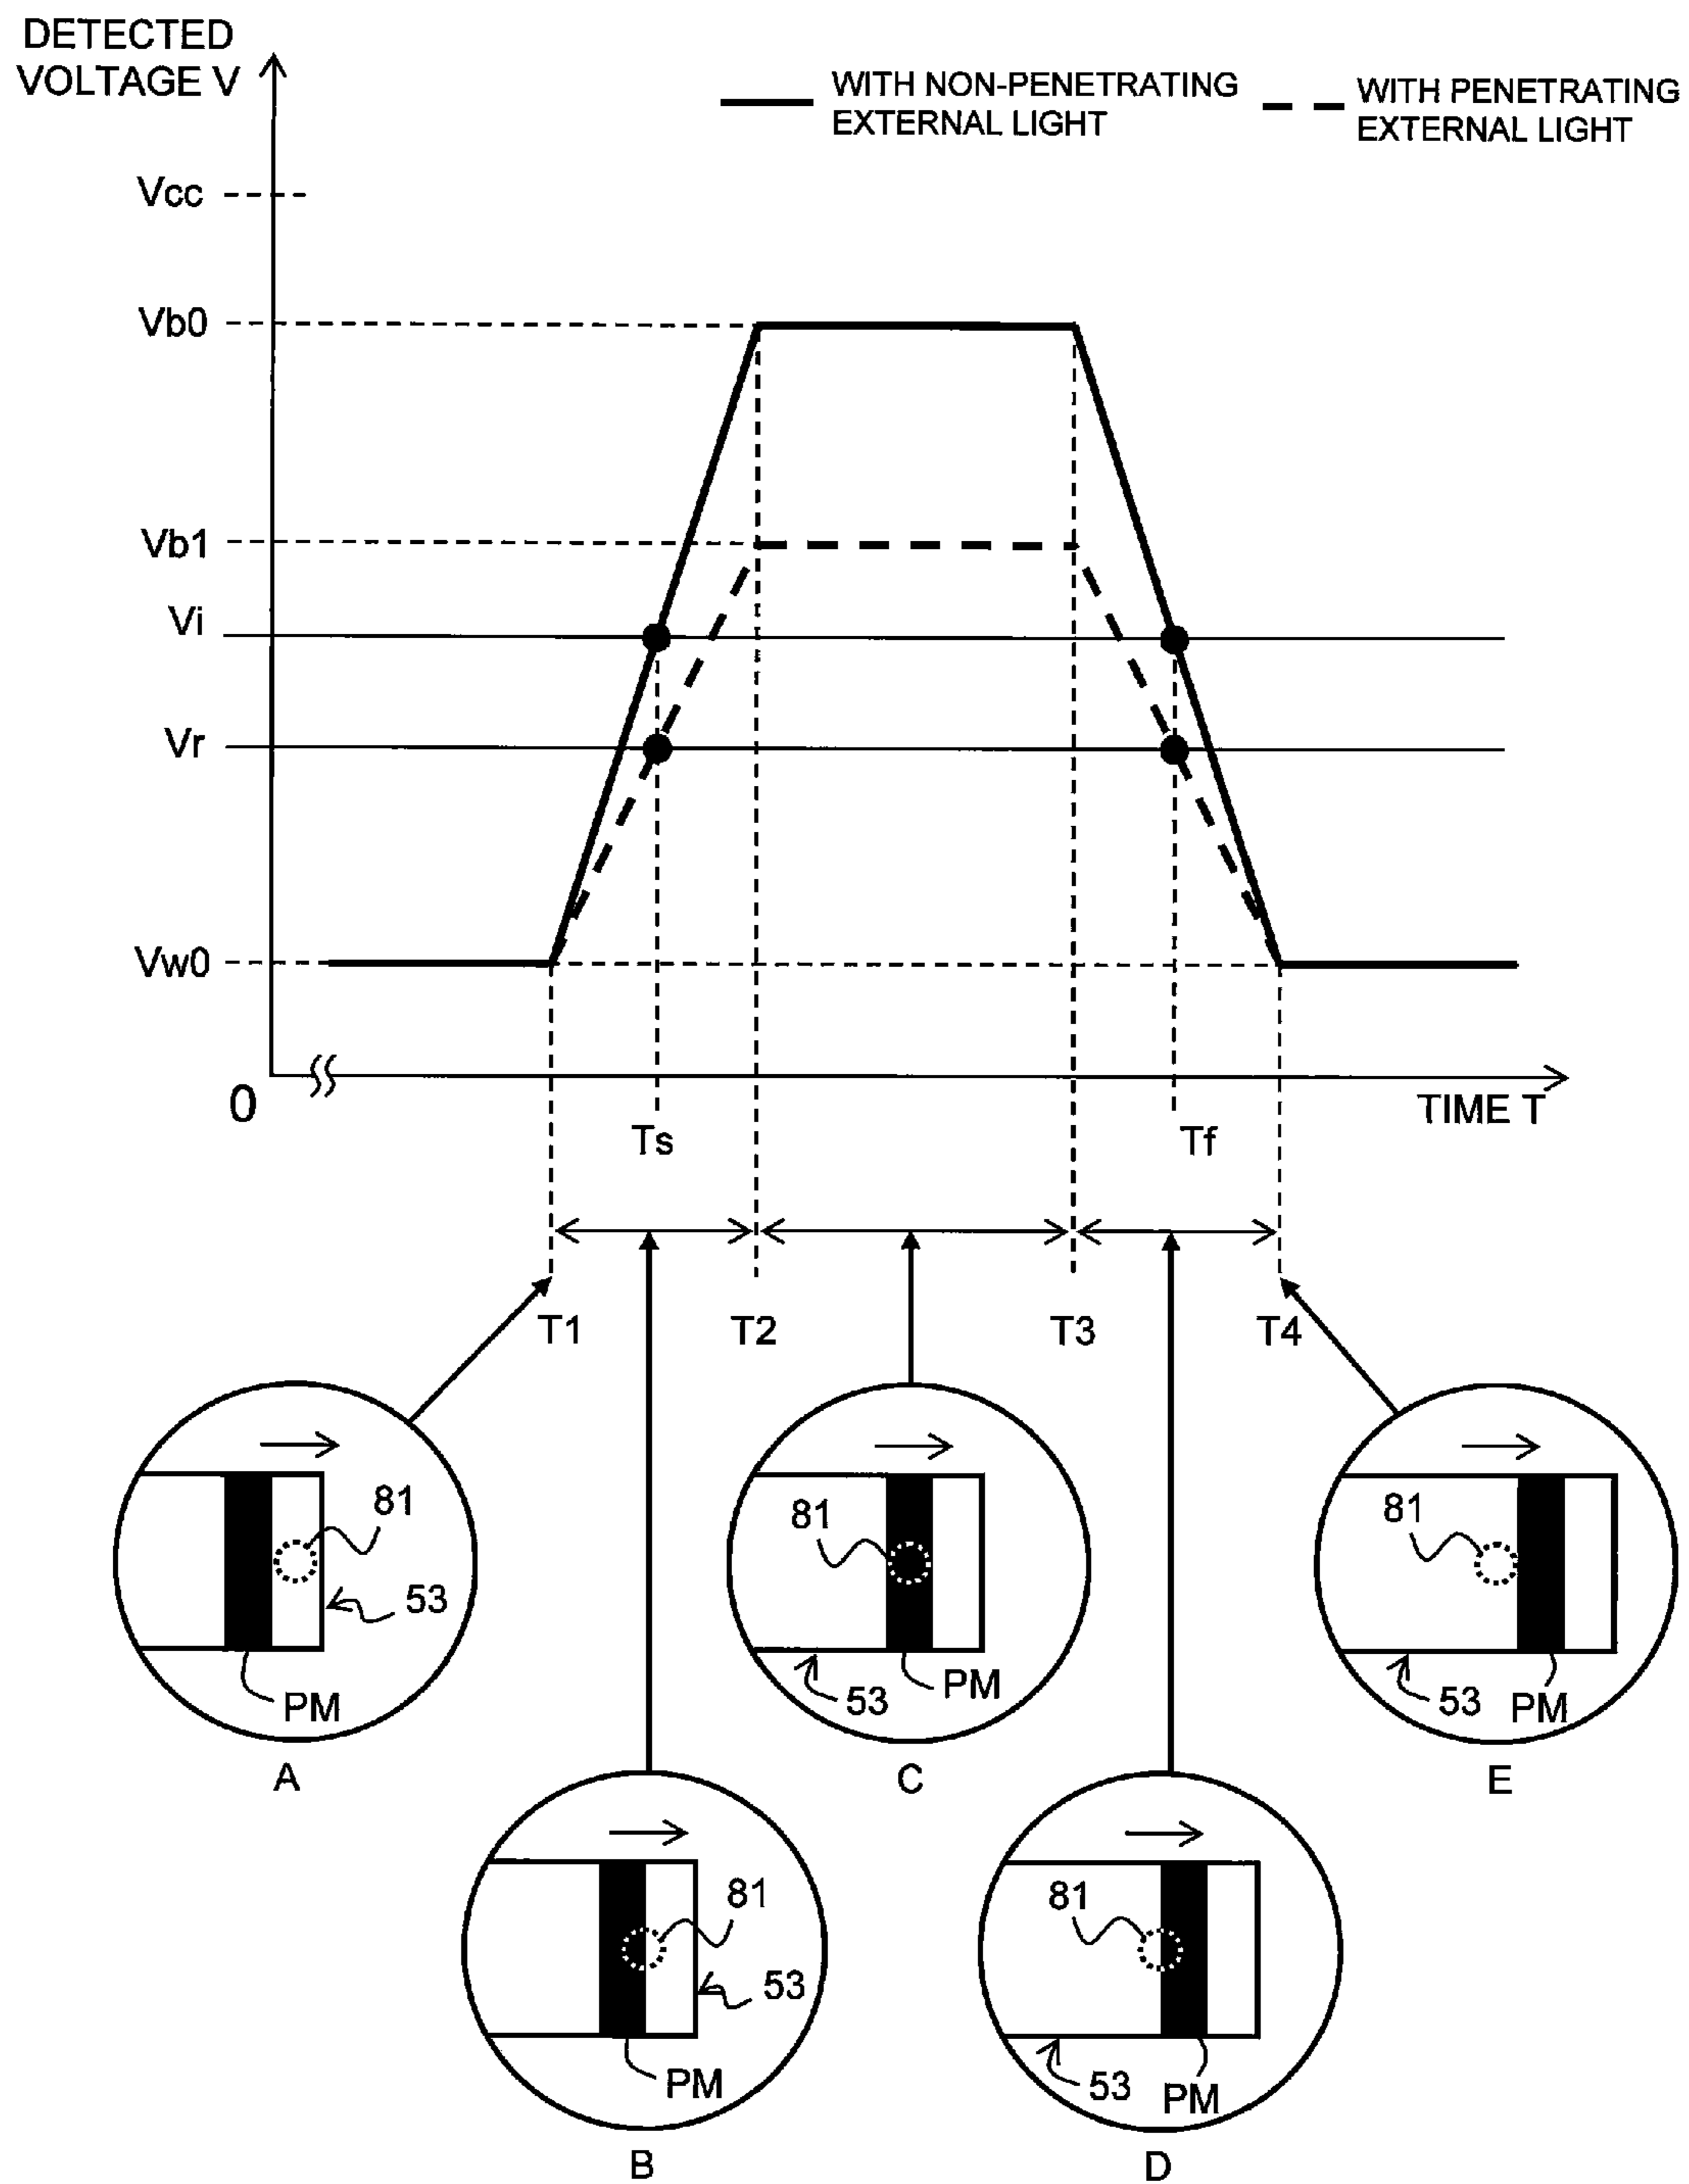 DETECTED
VOLTAGE V
WITH NON-PENETRATING
EXTERNAL LIGHT
WITH PENETRATING
EXTERNAL LIGHT
Vcc
Vb0
Vb1
Vi
Vr
Vw0
0
TIME T
Ts
Tf
T1
T2
T3
T4
81
53
PM
A
81
53
PM
C
81
53
PM
E
81
53
PM
B
81
53
PM
D